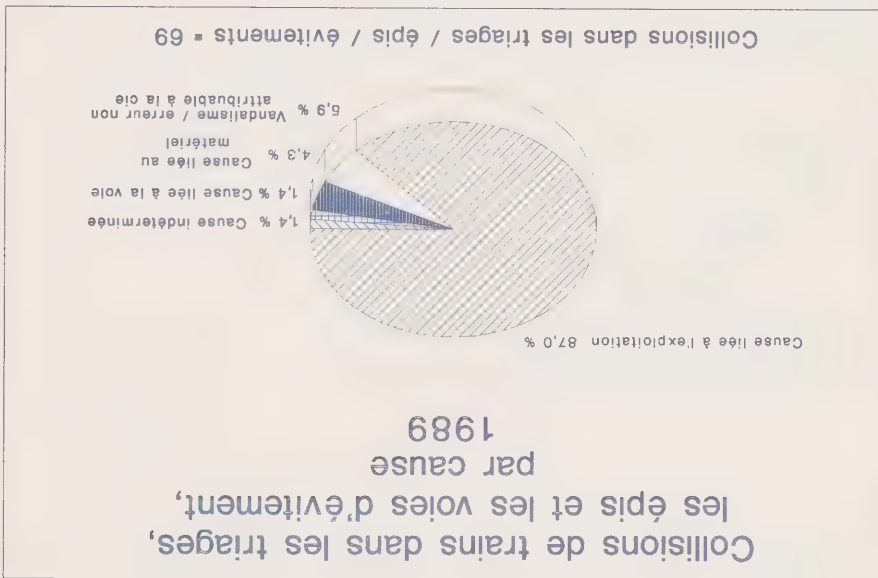 Collisions de trains dans les triages,
les épis et les voies d'évitement,
par cause
1989
Cause liée à l'exploitation 87,0 %
1,4 % Cause indéterminée
1,4 % Cause liée à la voie
4,3 % Cause liée au
matériel
5,9 % Vandalisme / erreur non
attribuable à la cie
Collisions dans les triages / épis / évitements = 69